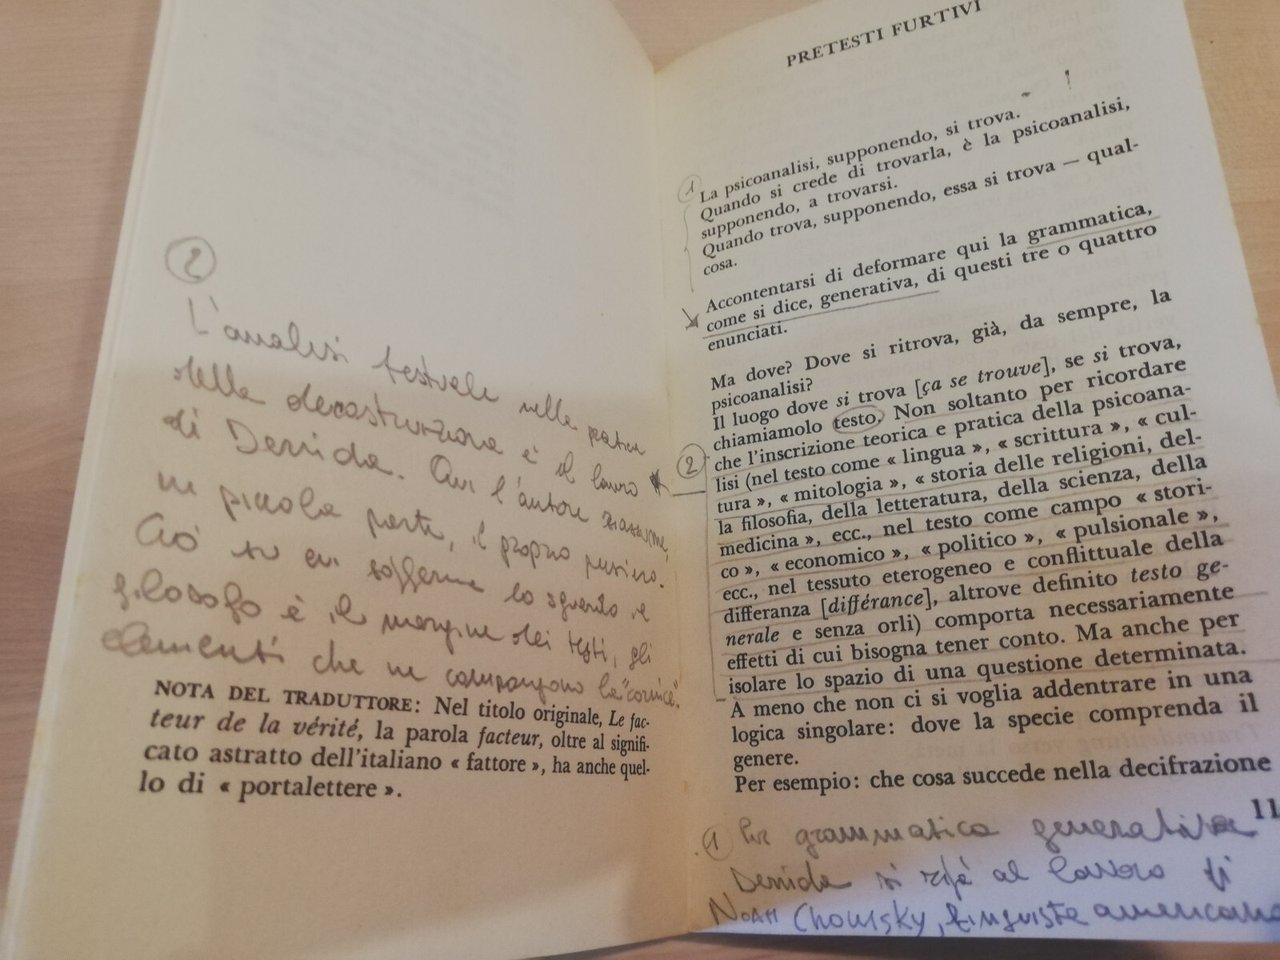 2
L'analisi testuale nella pratica
della decostruzione è il lavoro
di Derrida. Qui l'autore riassume,
in piccola parte, il proprio pensiero.
Ciò su cui sofferma lo sguardo il
filosofo è il margine dei testi, gli
elementi che ne compongono la "cornice".
NOTA DEL TRADUTTORE: Nel titolo originale, Le fac-
teur de la vérité, la parola facteur, oltre al signifi-
cato astratto dell'italiano « fattore », ha anche quel-
lo di « portalettere ».
PRETESTI FURTIVI
1
La psicoanalisi, supponendo, si trova.
Quando si crede di trovarla, è la psicoanalisi,
supponendo, a trovarsi.
Quando trova, supponendo, essa si trova — qual-
cosa.
Accontentarsi di deformare qui la grammatica,
come si dice, generativa, di questi tre o quattro
enunciati.
Ma dove? Dove si ritrova, già, da sempre, la
psicoanalisi?
Il luogo dove si trova [ça se trouve], se si trova,
chiamiamolo testo. Non soltanto per ricordare
2
che l'inscrizione teorica e pratica della psicoana-
lisi (nel testo come « lingua », « scrittura », « cul-
tura », « mitologia », « storia delle religioni, del-
la filosofia, della letteratura, della scienza, della
medicina », ecc., nel testo come campo « stori-
co », « economico », « politico », « pulsionale »,
ecc., nel tessuto eterogeneo e conflittuale della
differanza [différance], altrove definito testo ge-
nerale e senza orli) comporta necessariamente
effetti di cui bisogna tener conto. Ma anche per
isolare lo spazio di una questione determinata.
A meno che non ci si voglia addentrare in una
logica singolare: dove la specie comprenda il
genere.
Per esempio: che cosa succede nella decifrazione
11
1 Per grammatica generativa
Derrida si rifà al lavoro di
NOAH Chomsky, linguista americano